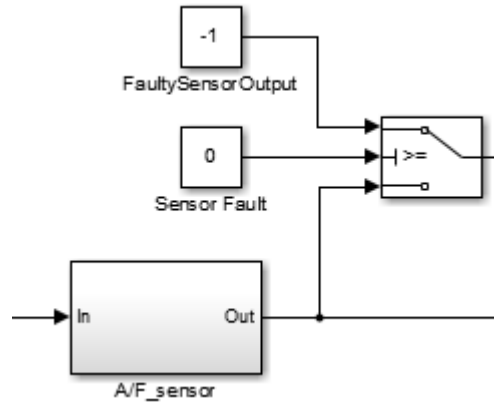 -1
FaultySensorOutput
0
>=
Sensor Fault
In
Out
A/F_sensor